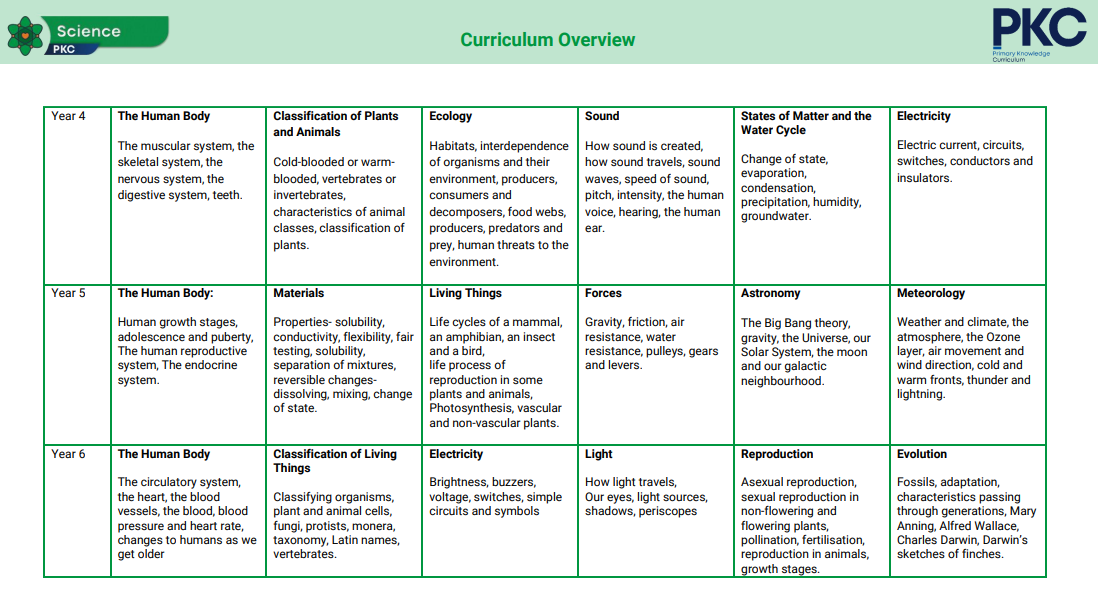 Science
PKC
Curriculum Overview
PKC
Primary Knowledge
Curriculum
Year 4
The Human Body
The muscular system, the
skeletal system, the
nervous system, the
digestive system, teeth.
Classification of Plants
and Animals
Cold-blooded or warm-
blooded, vertebrates or
invertebrates,
characteristics of animal
classes, classification of
plants.
Ecology
Habitats, interdependence
of organisms and their
environment, producers,
consumers and
decomposers, food webs,
producers, predators and
prey, human threats to the
environment.
Sound
How sound is created,
how sound travels, sound
waves, speed of sound,
pitch, intensity, the human
voice, hearing, the human
ear.
States of Matter and the
Water Cycle
Change of state,
evaporation,
condensation,
precipitation, humidity,
groundwater.
Electricity
Electric current, circuits,
switches, conductors and
insulators.
Year 5
The Human Body:
Human growth stages,
adolescence and puberty,
The human reproductive
system, The endocrine
system.
Materials
Properties- solubility,
conductivity, flexibility, fair
testing, solubility,
separation of mixtures,
reversible changes-
dissolving, mixing, change
of state.
Living Things
Life cycles of a mammal,
an amphibian, an insect
and a bird,
life process of
reproduction in some
plants and animals,
Photosynthesis, vascular
and non-vascular plants.
Forces
Gravity, friction, air
resistance, water
resistance, pulleys, gears
and levers.
Astronomy
The Big Bang theory,
gravity, the Universe, our
Solar System, the moon
and our galactic
neighbourhood.
Meteorology
Weather and climate, the
atmosphere, the Ozone
layer, air movement and
wind direction, cold and
warm fronts, thunder and
lightning.
Year 6
The Human Body
The circulatory system,
the heart, the blood
vessels, the blood, blood
pressure and heart rate,
changes to humans as we
get older
Classification of Living
Things
Classifying organisms,
plant and animal cells,
fungi, protists, monera,
taxonomy, Latin names,
vertebrates.
Electricity
Brightness, buzzers,
voltage, switches, simple
circuits and symbols
Light
How light travels,
Our eyes, light sources,
shadows, periscopes
Reproduction
Asexual reproduction,
sexual reproduction in
non-flowering and
flowering plants,
pollination, fertilisation,
reproduction in animals,
growth stages.
Evolution
Fossils, adaptation,
characteristics passing
through generations, Mary
Anning, Alfred Wallace,
Charles Darwin, Darwin's
sketches of finches.